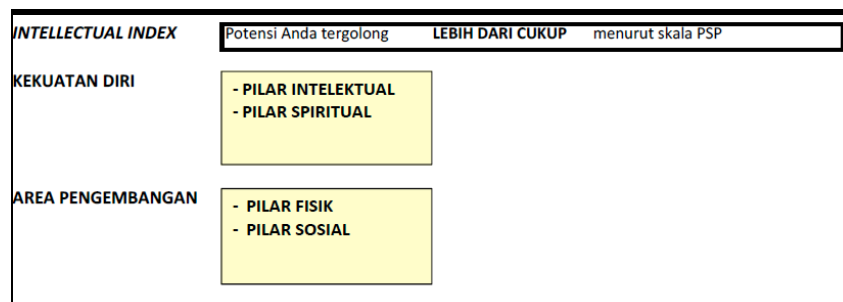 INTELLECTUAL INDEX Potensi Anda tergolong LEBIH DARI CUKUP menurut skala PSP
KEKUATAN DIRI
- PILAR INTELEKTUAL
- PILAR SPIRITUAL
AREA PENGEMBANGAN
- PILAR FISIK
- PILAR SOSIAL